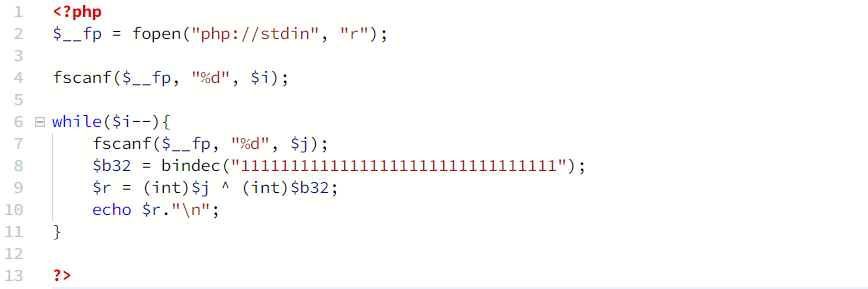 1 <?php
2 $__fp = fopen("php://stdin", "r");
3
4 fscanf($__fp, "%d", $i);
5
6 while($i--){
7     fscanf($__fp, "%d", $j);
8     $b32 = bindec("11111111111111111111111111111111");
9     $r = (int)$j ^ (int)$b32;
10     echo $r."\n";
11 }
12
13 ?>